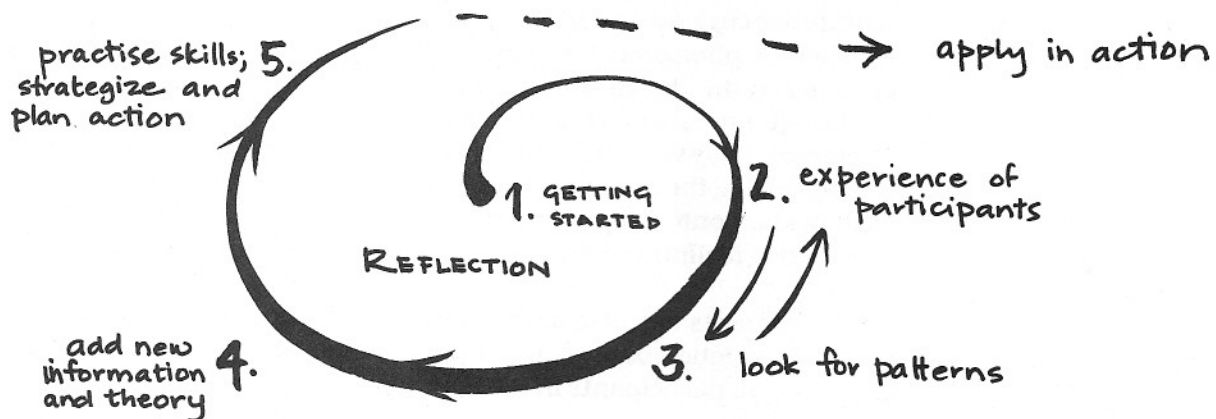 1. GETTING
STARTED
2. experience of
participants
3. look for patterns
4. add new
information
and theory
5. practise skills;
strategize and
plan action
apply in action
REFLECTION